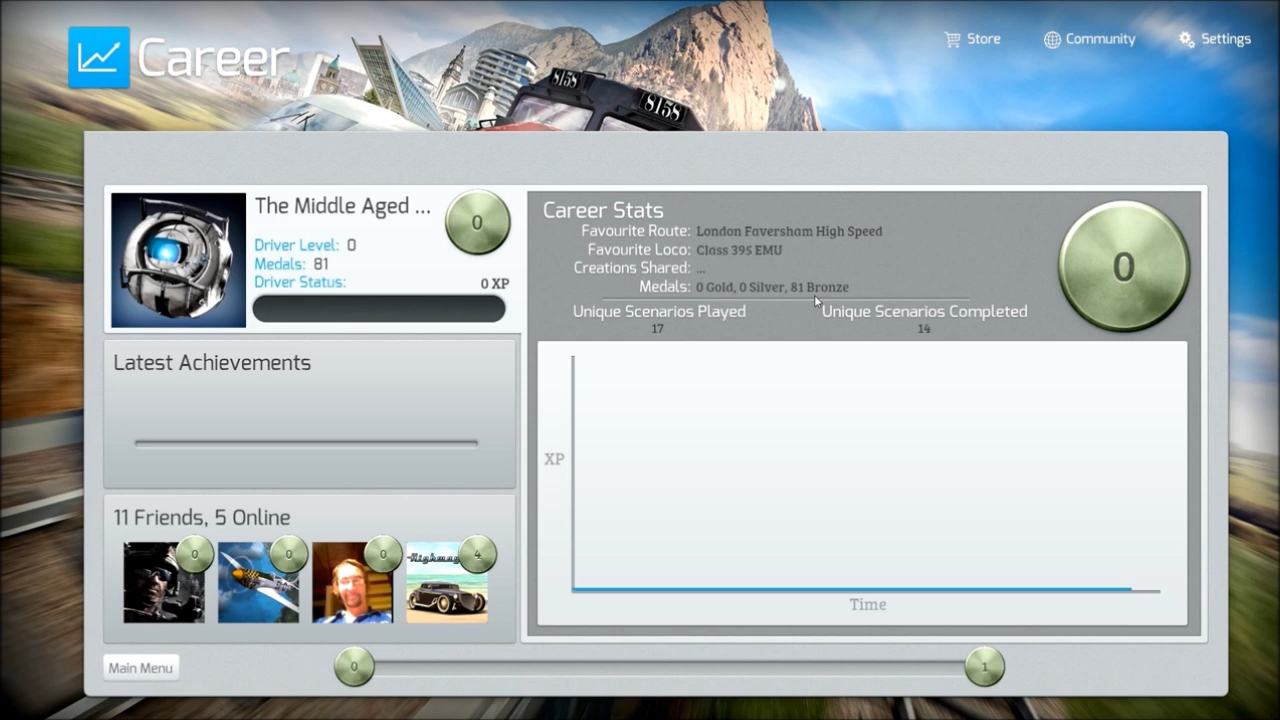 Career
Store
Community
Settings
8158
8158
The Middle Aged ...
0
Driver Level: 0
Medals: 81
Driver Status:
0 XP
Latest Achievements
11 Friends, 5 Online
0
0
0
4
Career Stats
Favourite Route: London Faversham High Speed
Favourite Loco: Class 395 EMU
Creations Shared: ...
Medals: 0 Gold, 0 Silver, 81 Bronze
0
Unique Scenarios Played
17
Unique Scenarios Completed
14
XP
Time
Main Menu
0
1